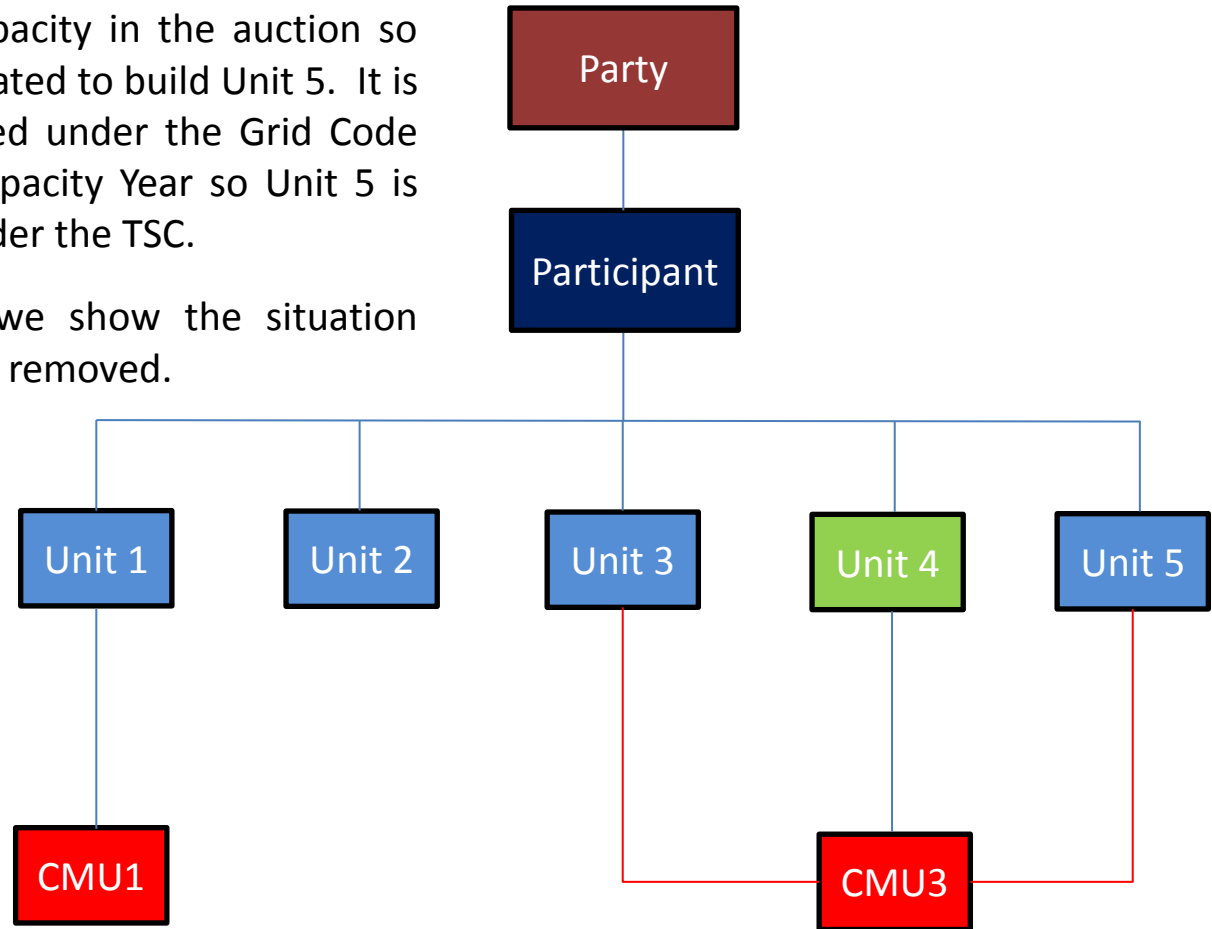 pacity in the auction so
ated to build Unit 5. It is
ed under the Grid Code
pacity Year so Unit 5 is
der the TSC.
we show the situation
removed.
Party
Participant
Unit 1
Unit 2
Unit 3
Unit 4
Unit 5
CMU1
CMU3